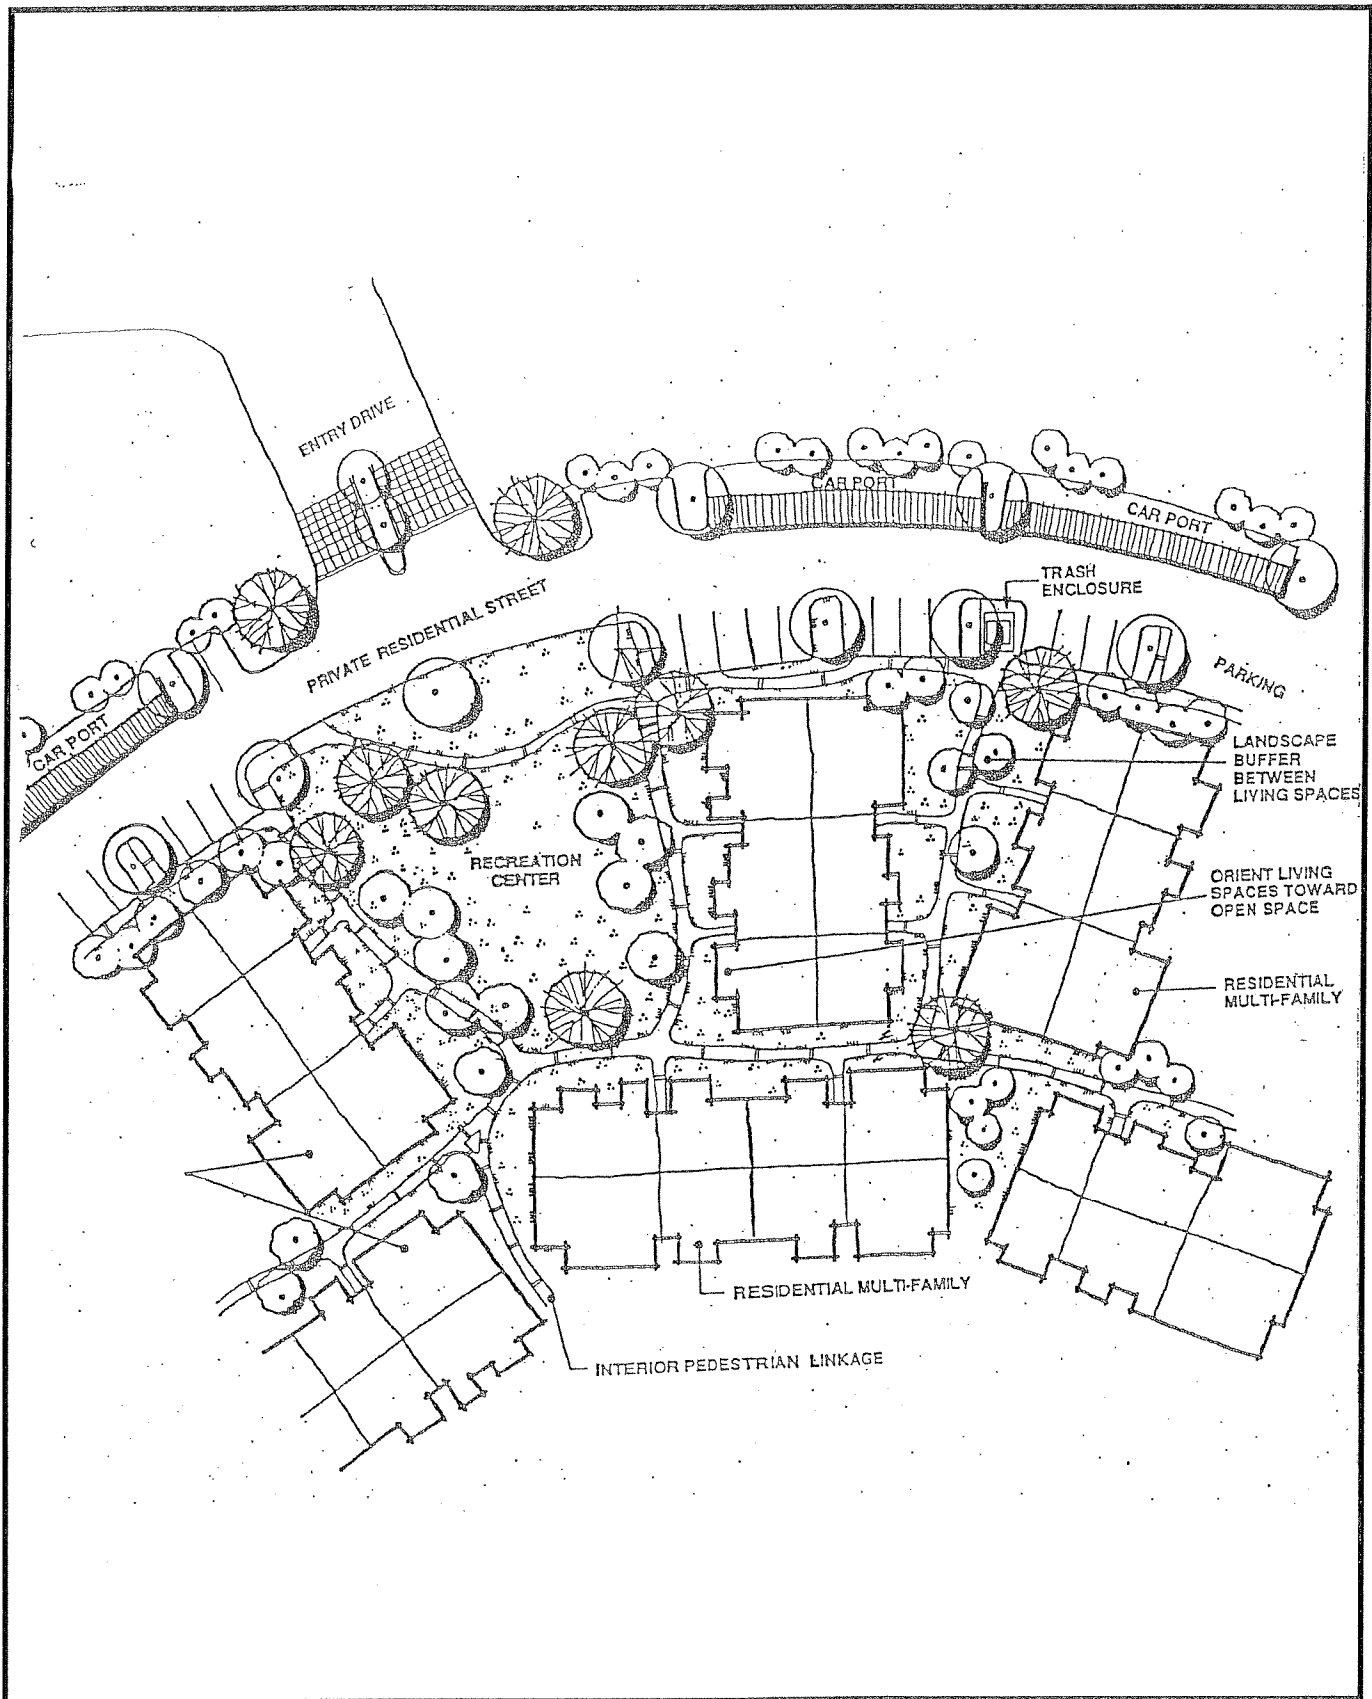 ENTRY DRIVE
CAR PORT
CAR PORT
TRASH
ENCLOSURE
PRIVATE RESIDENTIAL STREET
PARKING
CAR PORT
LANDSCAPE
BUFFER
BETWEEN
LIVING SPACES
RECREATION
CENTER
ORIENT LIVING
SPACES TOWARD
OPEN SPACE
RESIDENTIAL
MULTI-FAMILY
RESIDENTIAL MULTI-FAMILY
INTERIOR PEDESTRIAN LINKAGE